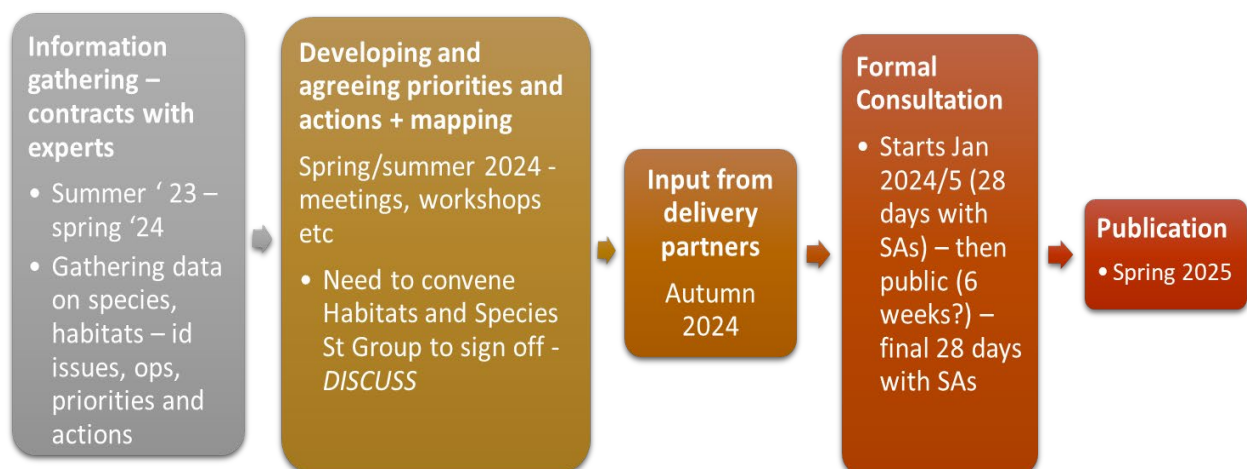 Information
gathering –
contracts with
experts
• Summer ‘ 23 –
spring ‘24
• Gathering data
on species,
habitats – id
issues, ops,
priorities and
actions
Developing and
agreeing priorities and
actions + mapping
Spring/summer 2024 -
meetings, workshops
etc
• Need to convene
Habitats and Species
St Group to sign off -
DISCUSS
Input from
delivery
partners
Autumn
2024
Formal
Consultation
• Starts Jan
2024/5 (28
days with
SAs) – then
public (6
weeks?) –
final 28 days
with SAs
Publication
• Spring 2025